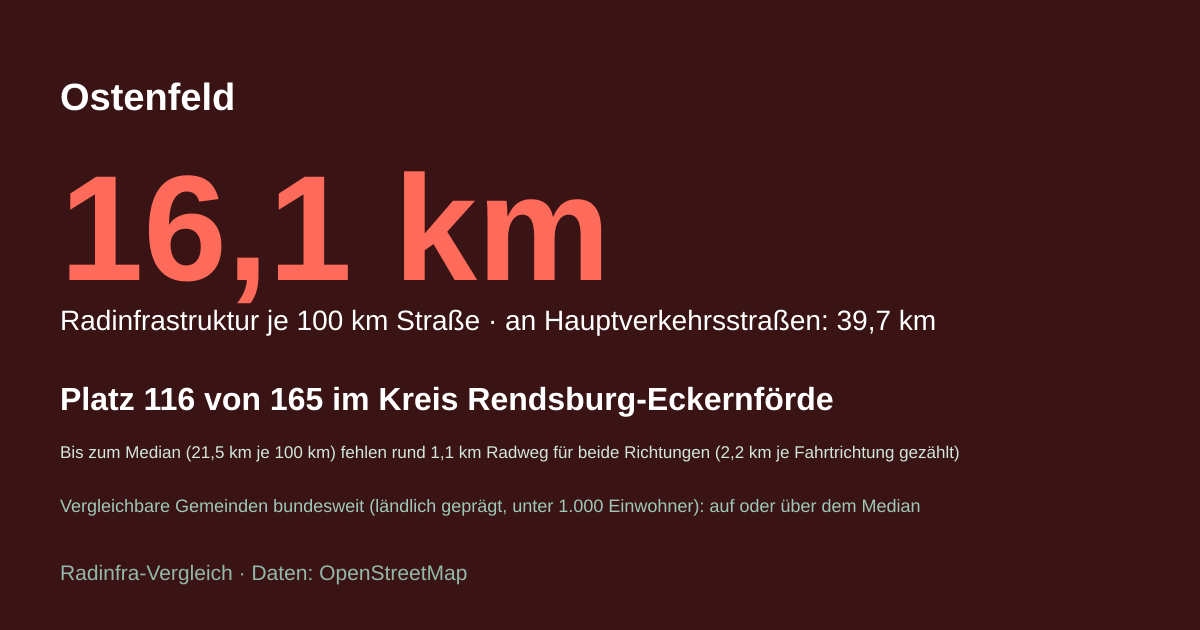 Ostenfeld
16,1 km
Radinfrastruktur je 100 km Straße · an Hauptverkehrsstraßen: 39,7 km
Platz 116 von 165 im Kreis Rendsburg-Eckernförde
Bis zum Median (21,5 km je 100 km) fehlen rund 1,1 km Radweg für beide Richtungen (2,2 km je Fahrtrichtung gezählt)
Vergleichbare Gemeinden bundesweit (ländlich geprägt, unter 1.000 Einwohner): auf oder über dem Median
Radinfra-Vergleich · Daten: OpenStreetMap